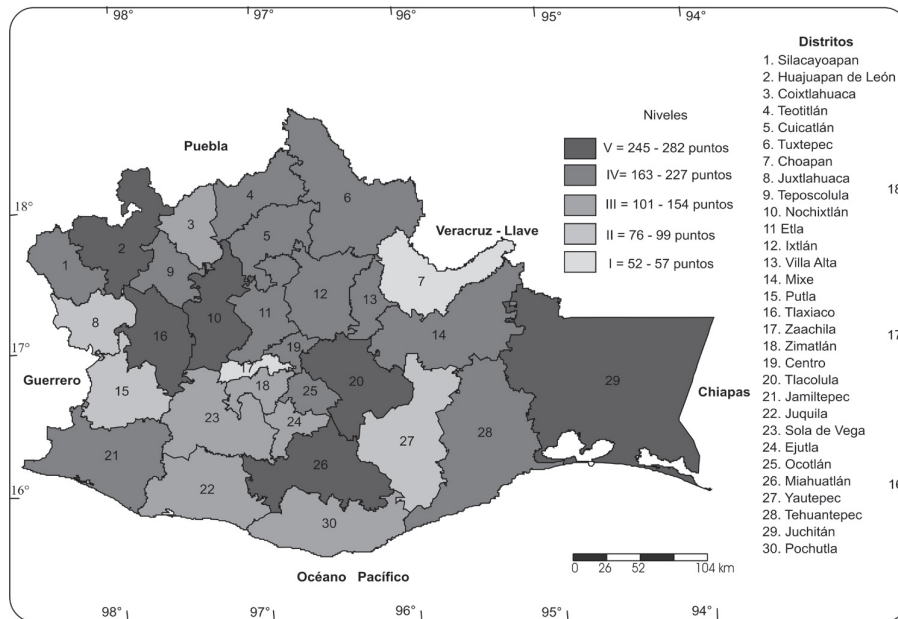 98°
97°
96°
95°
94°
Distritos
1. Silacayoapan
2. Huajuapan de León
3. Coixtlahuaca
4. Teotitlán
5. Cuicatlán
6. Tuxtepec
7. Choapan
8. Juxtlahuaca
9. Teposcolula
10. Nochixtlán
11 Etla
12. Ixtlán
13. Villa Alta
14. Mixe
15. Putla
16. Tlaxiaco
17. Zaachila
18. Zimatlán
19. Centro
20. Tlacolula
21. Jamiltepec
22. Juquila
23. Sola de Vega
24. Ejutla
25. Ocotlán
26. Miahuatlán
27. Yautepec
28. Tehuantepec
29. Juchitán
30. Pochutla
Niveles
V = 245 - 282 puntos
IV= 163 - 227 puntos
III = 101 - 154 puntos
II = 76 - 99 puntos
I = 52 - 57 puntos
Puebla
Veracruz - Llave
Guerrero
Chiapas
Océano Pacífico
18°
17°
16°
18
17
16
1
2
3
4
5
6
7
8
9
10
11
12
13
14
15
16
17
18
19
20
21
22
23
24
25
26
27
28
29
30
0 26 52 104 km
98°
97°
96°
95°
94°